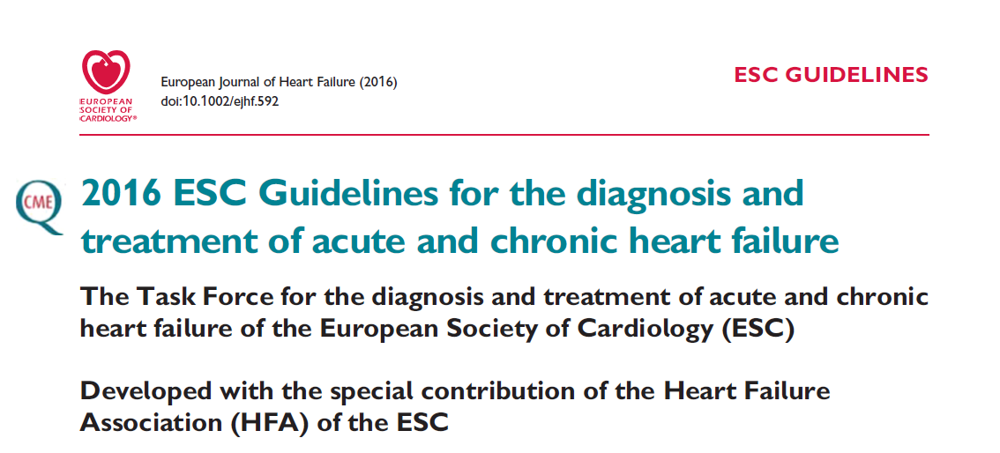 EUROPEAN
SOCIETY OF
CARDIOLOGY®
European Journal of Heart Failure (2016)
doi:10.1002/ejhf.592
ESC GUIDELINES
CME
2016 ESC Guidelines for the diagnosis and
treatment of acute and chronic heart failure
The Task Force for the diagnosis and treatment of acute and chronic
heart failure of the European Society of Cardiology (ESC)
Developed with the special contribution of the Heart Failure
Association (HFA) of the ESC